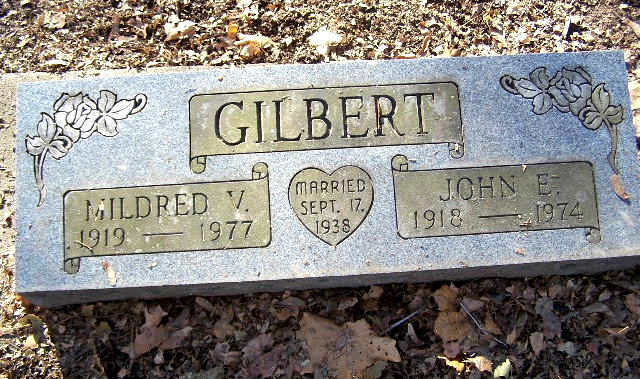 GILBERT
MILDRED V.
1919 — 1977
MARRIED
SEPT. 17,
1938
JOHN E.
1918 — 1974